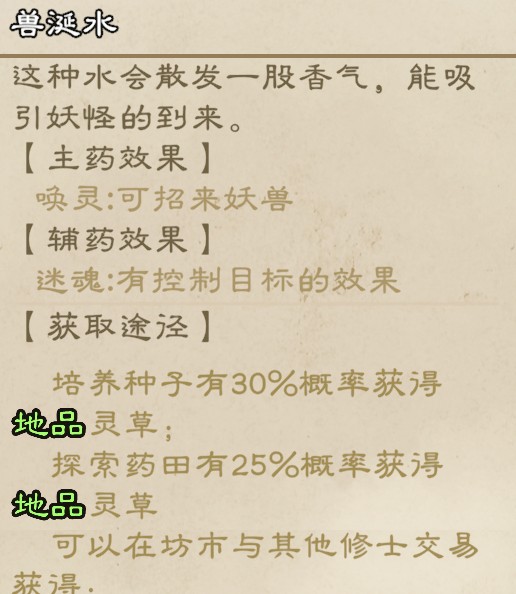 兽涎水
这种水会散发一股香气，能吸
引妖怪的到来。
【主药效果】
唤灵:可招来妖兽
【辅药效果】
迷魂:有控制目标的效果
【获取途径】
培养种子有30%概率获得
地品灵草；
探索药田有25%概率获得
地品灵草
可以在坊市与其他修士交易
获得；